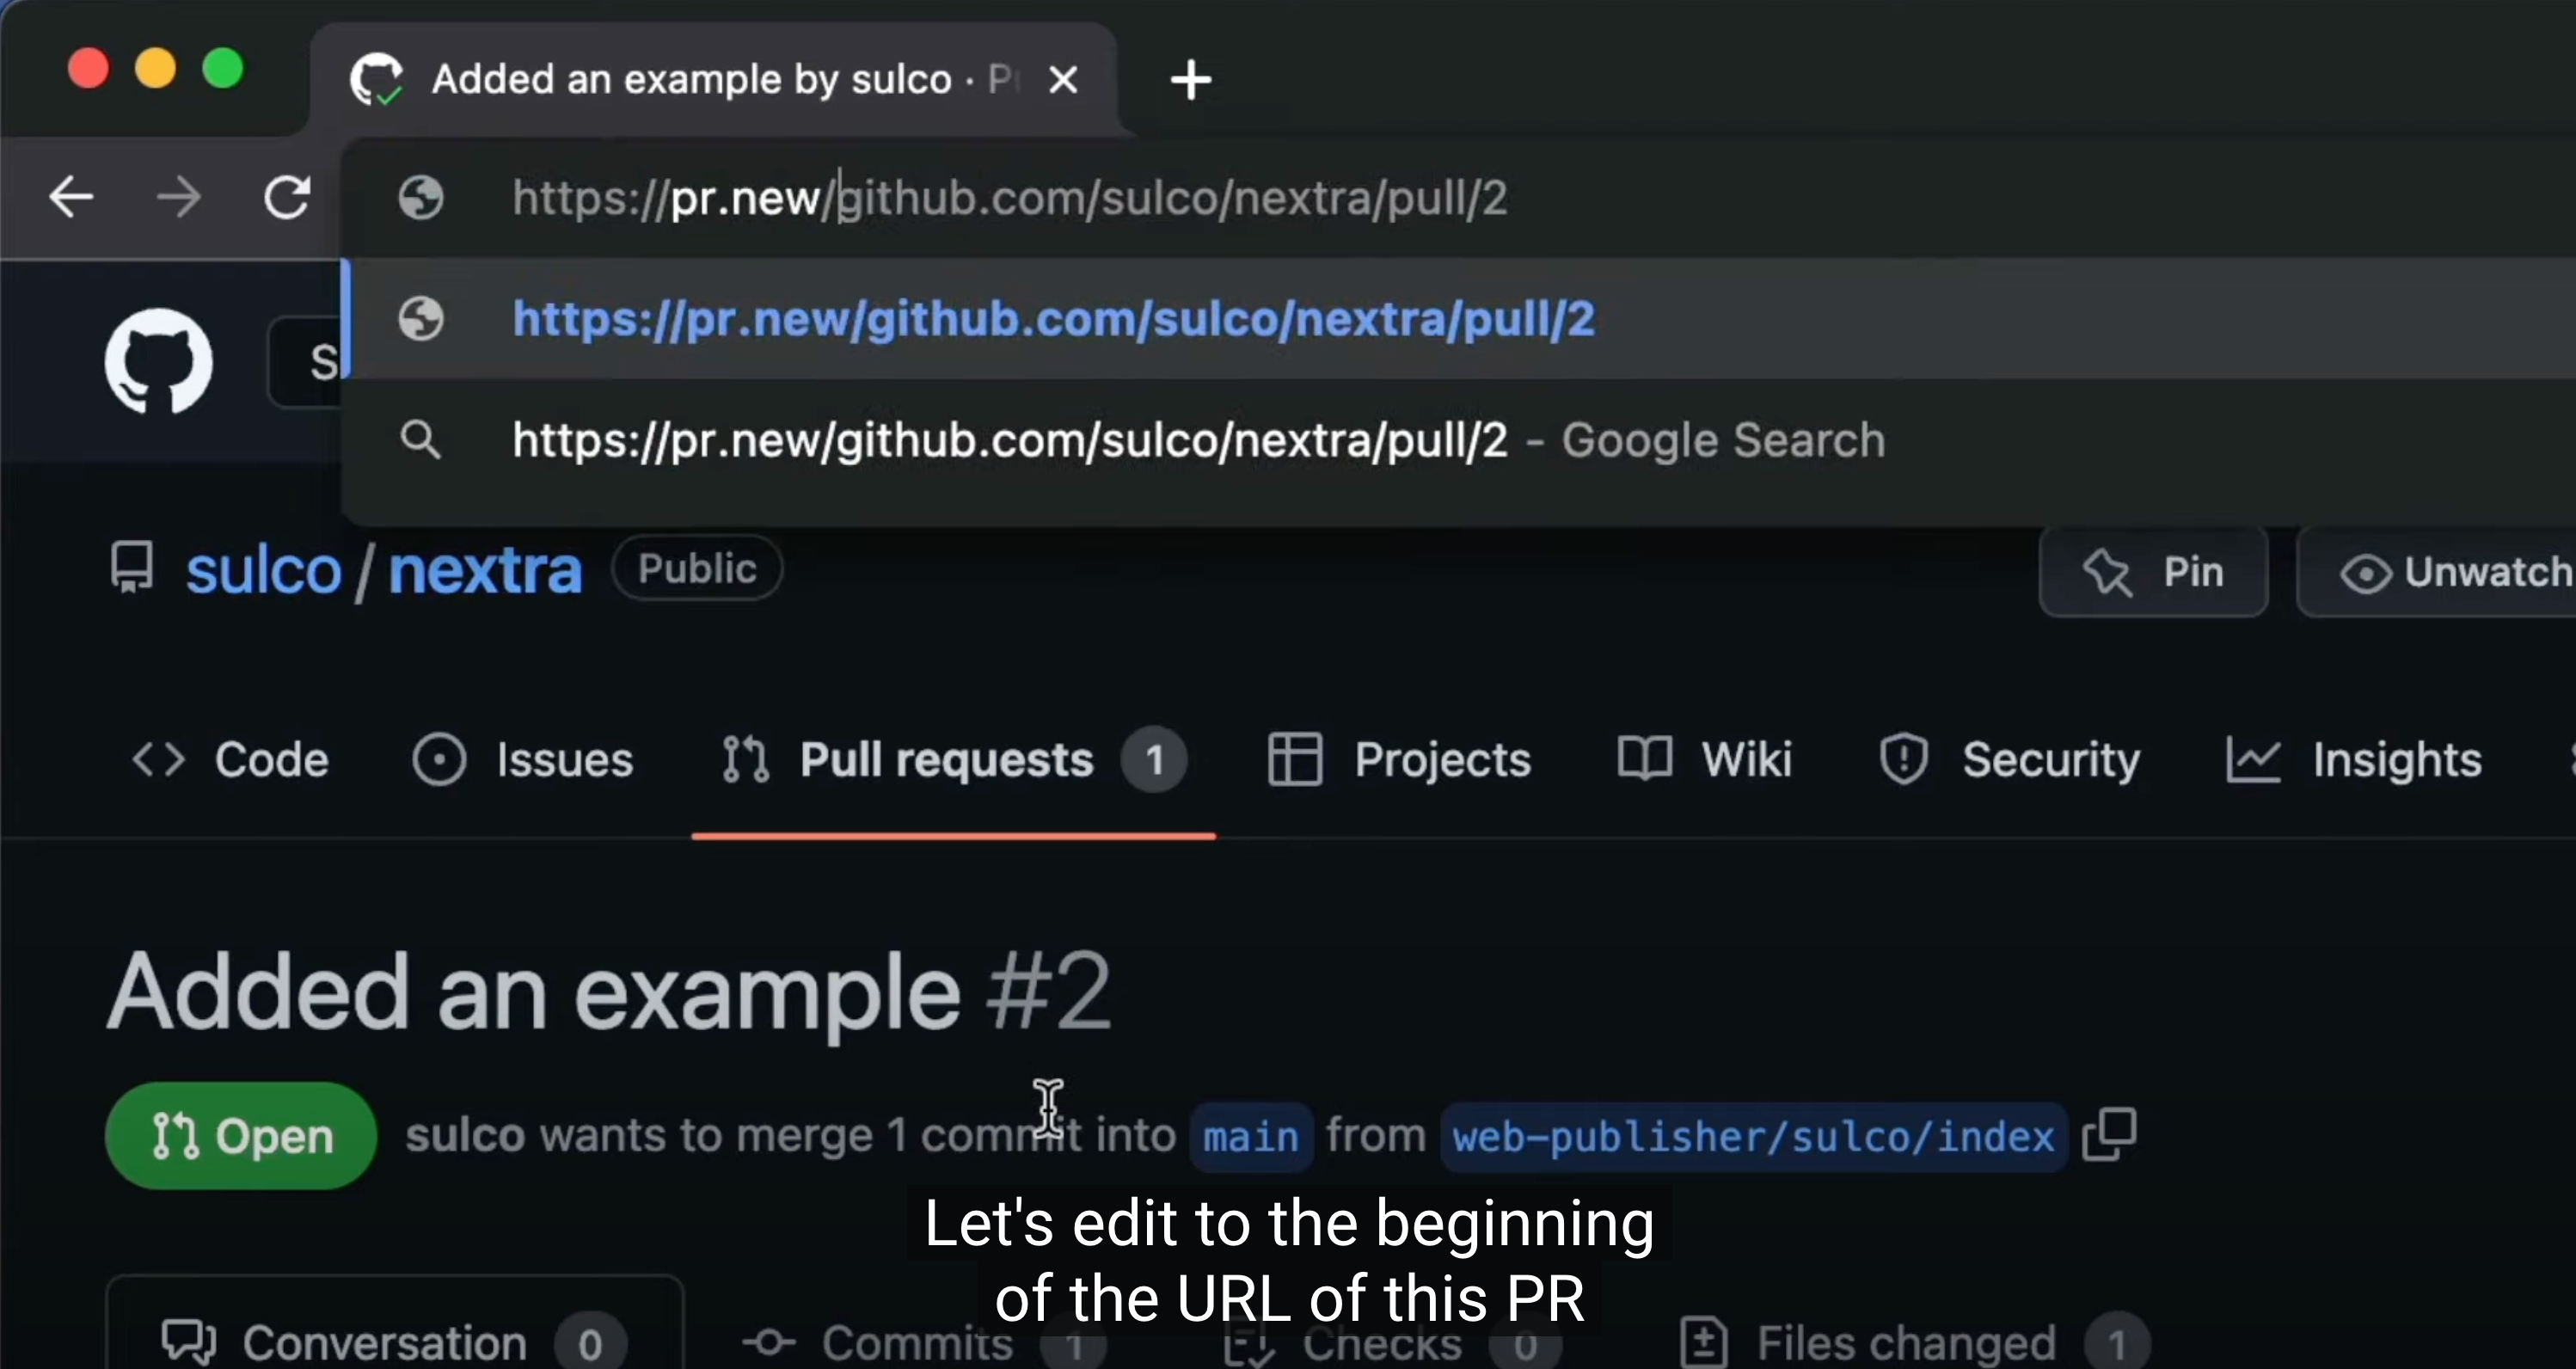 Added an example by sulco ·
https://pr.new/github.com/sulco/nextra/pull/2
https://pr.new/github.com/sulco/nextra/pull/2
https://pr.new/github.com/sulco/nextra/pull/2 - Google Search
S
sulco / nextra Public Pin Unwatch
Code Issues Pull requests 1 Projects Wiki Security Insights
Added an example #2
Open sulco wants to merge 1 commit into main from web-publisher/sulco/index
Let's edit to the beginning
of the URL of this PR
Conversation 0 Commits 1 Checks 0 Files changed 1